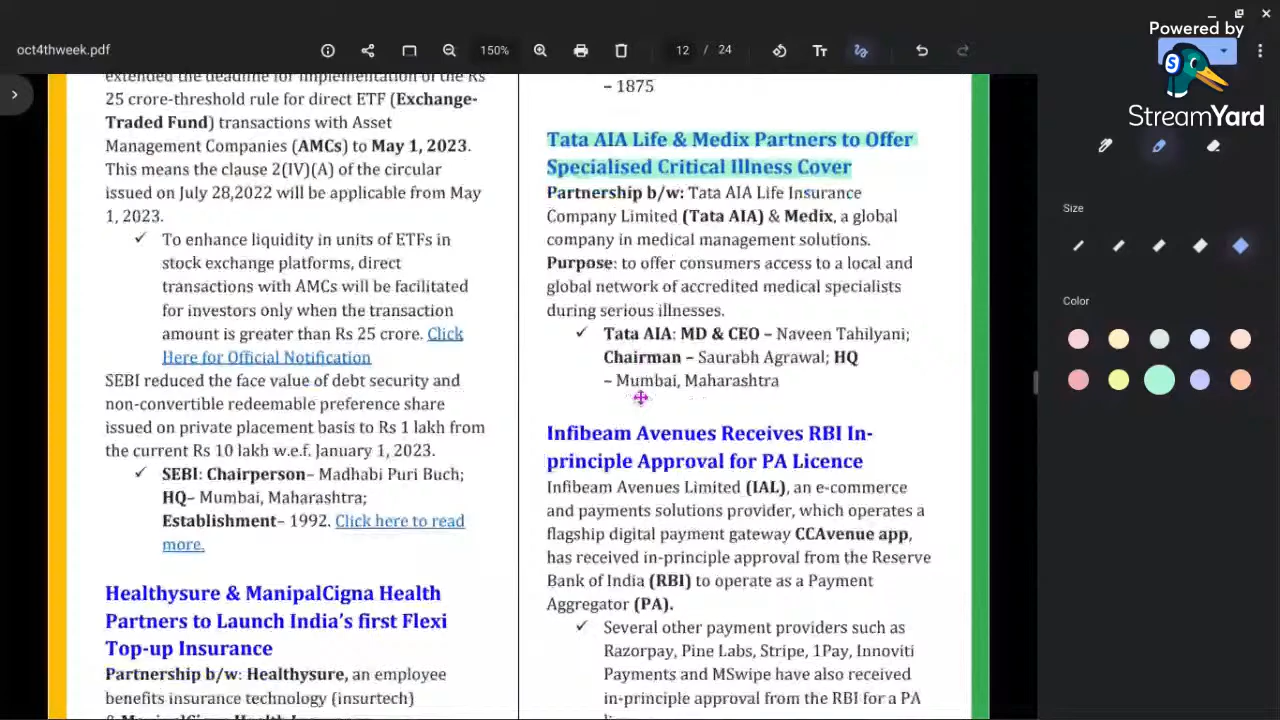 Powered by
StreamYard
oct4thweek.pdf
150%
12 / 24
extended the deadline for implementation of the Rs
25 crore-threshold rule for direct ETF (Exchange-
Traded Fund) transactions with Asset
Management Companies (AMCs) to May 1, 2023.
This means the clause 2(IV)(A) of the circular
issued on July 28,2022 will be applicable from May
1, 2023.
✓ To enhance liquidity in units of ETFs in
stock exchange platforms, direct
transactions with AMCs will be facilitated
for investors only when the transaction
amount is greater than Rs 25 crore. Click
Here for Official Notification
SEBI reduced the face value of debt security and
non-convertible redeemable preference share
issued on private placement basis to Rs 1 lakh from
the current Rs 10 lakh w.e.f. January 1, 2023.
✓ SEBI: Chairperson– Madhabi Puri Buch;
HQ– Mumbai, Maharashtra;
Establishment– 1992. Click here to read
more.
Healthysure & ManipalCigna Health
Partners to Launch India's first Flexi
Top-up Insurance
Partnership b/w: Healthysure, an employee
benefits insurance technology (insurtech)
& ManipalCigna Health Insurance
– 1875
Tata AIA Life & Medix Partners to Offer
Specialised Critical Illness Cover
Partnership b/w: Tata AIA Life Insurance
Company Limited (Tata AIA) & Medix, a global
company in medical management solutions.
Purpose: to offer consumers access to a local and
global network of accredited medical specialists
during serious illnesses.
✓ Tata AIA: MD & CEO – Naveen Tahilyani;
Chairman – Saurabh Agrawal; HQ
– Mumbai, Maharashtra
Infibeam Avenues Receives RBI In-
principle Approval for PA Licence
Infibeam Avenues Limited (IAL), an e-commerce
and payments solutions provider, which operates a
flagship digital payment gateway CCAvenue app,
has received in-principle approval from the Reserve
Bank of India (RBI) to operate as a Payment
Aggregator (PA).
✓ Several other payment providers such as
Razorpay, Pine Labs, Stripe, 1Pay, Innoviti
Payments and MSwipe have also received
in-principle approval from the RBI for a PA
Size
Color